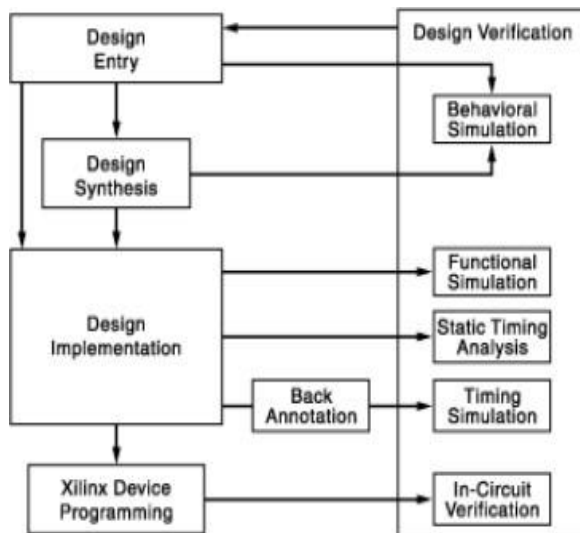 Design
Entry
Design Verification
Behavioral
Simulation
Design
Synthesis
Functional
Simulation
Design
Implementation
Static Timing
Analysis
Back
Annotation
Timing
Simulation
Xilinx Device
Programming
In-Circuit
Verification